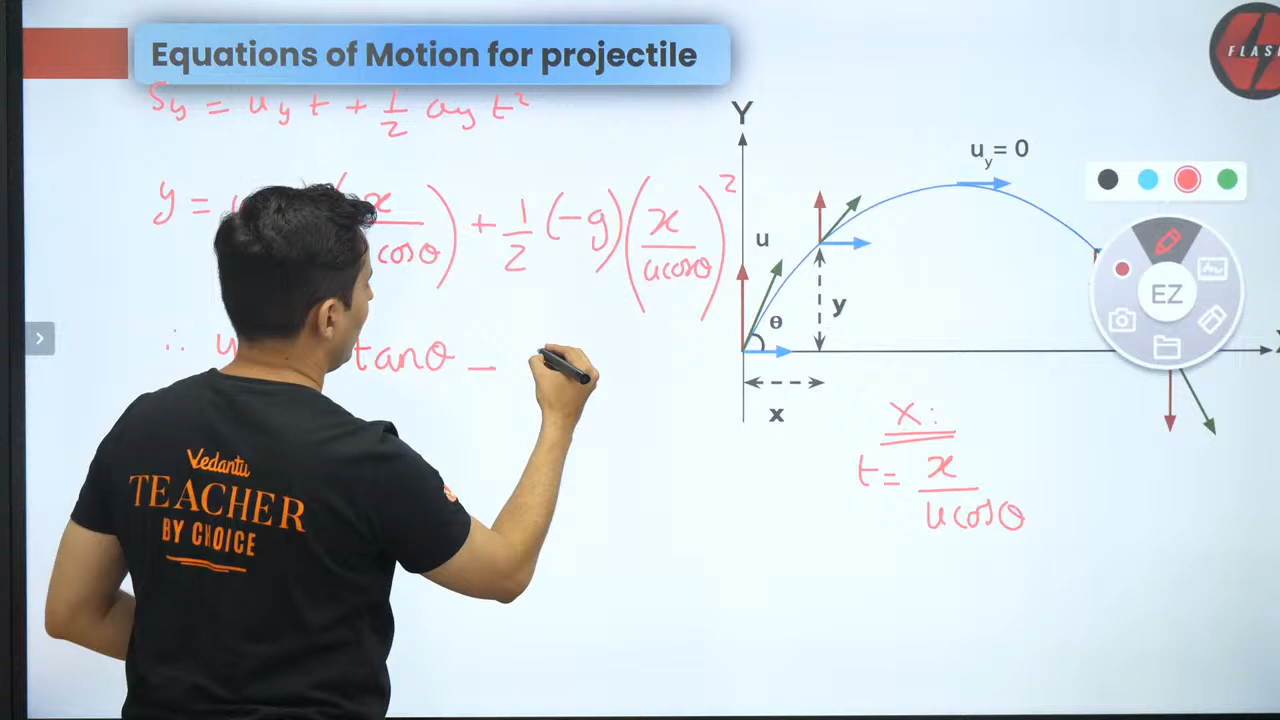 Equations of Motion for projectile
FLAS
Sy = uy t + 1/2 ay t²
y = (x/cosθ) + 1/2 (-g) (x/ucosθ)²
∴ tanθ –
Y
u
θ
y
x
u_y = 0
EZ
x:
t = x/ucosθ
Vedantu
TEACHER
BY CHOICE